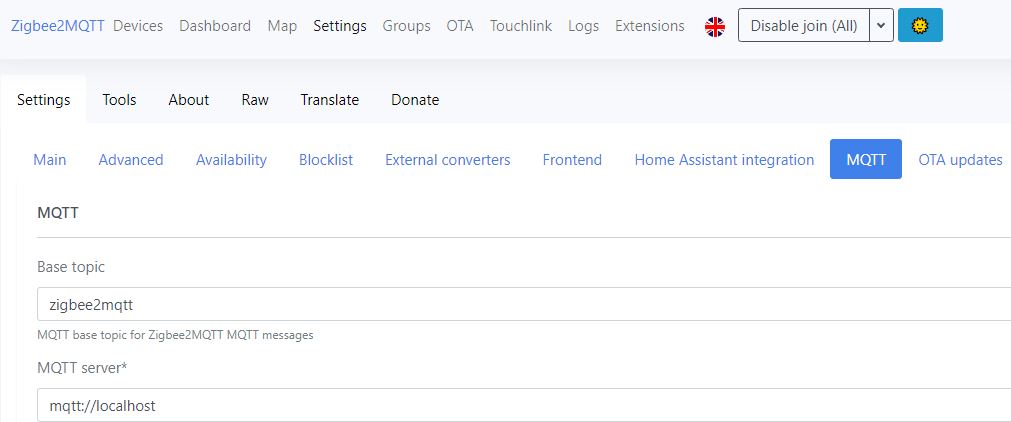 Zigbee2MQTT Devices Dashboard Map Settings Groups OTA Touchlink Logs Extensions Disable join (All)
Settings Tools About Raw Translate Donate
Main Advanced Availability Blocklist External converters Frontend Home Assistant integration MQTT OTA updates
MQTT
Base topic
zigbee2mqtt
MQTT base topic for Zigbee2MQTT MQTT messages
MQTT server*
mqtt://localhost